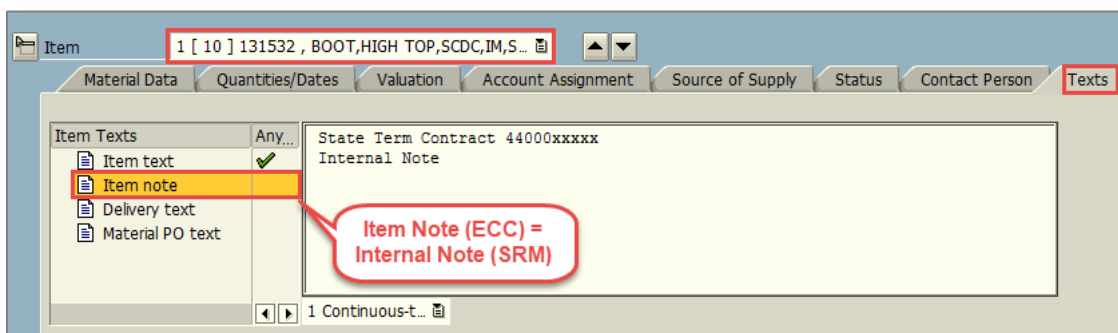 Item
1 [ 10 ] 131532 , BOOT,HIGH TOP,SCDC,IM,S...
Material Data Quantities/Dates Valuation Account Assignment Source of Supply Status Contact Person Texts
Item Texts Any...
Item text
Item note
Delivery text
Material PO text
State Term Contract 44000xxxxx
Internal Note
Item Note (ECC) =
Internal Note (SRM)
1 Continuous-t...